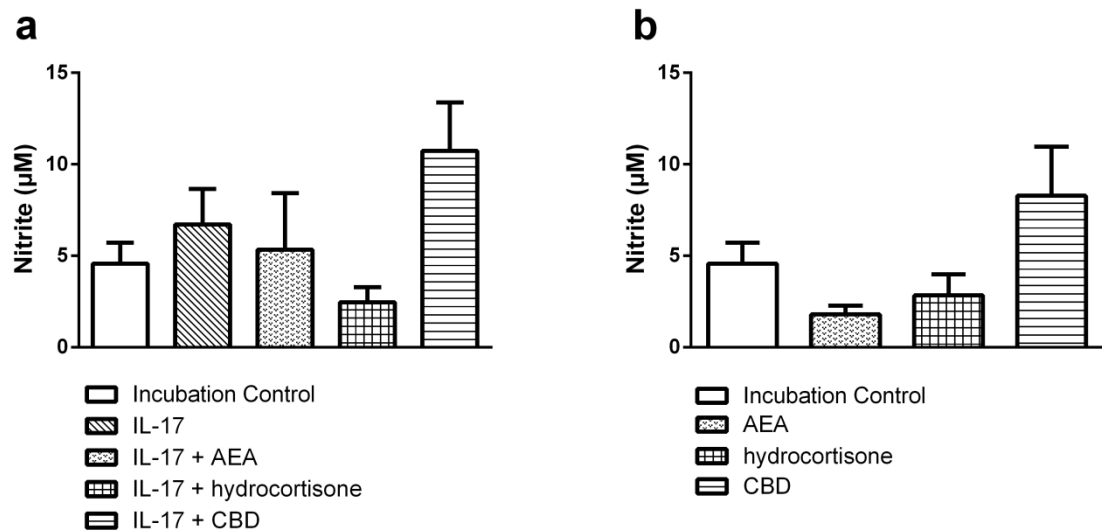 a
15
10
5
0
Nitrite (μM)
Incubation Control
IL-17
IL-17 + AEA
IL-17 + hydrocortisone
IL-17 + CBD
b
15
10
5
0
Nitrite (μM)
Incubation Control
AEA
hydrocortisone
CBD